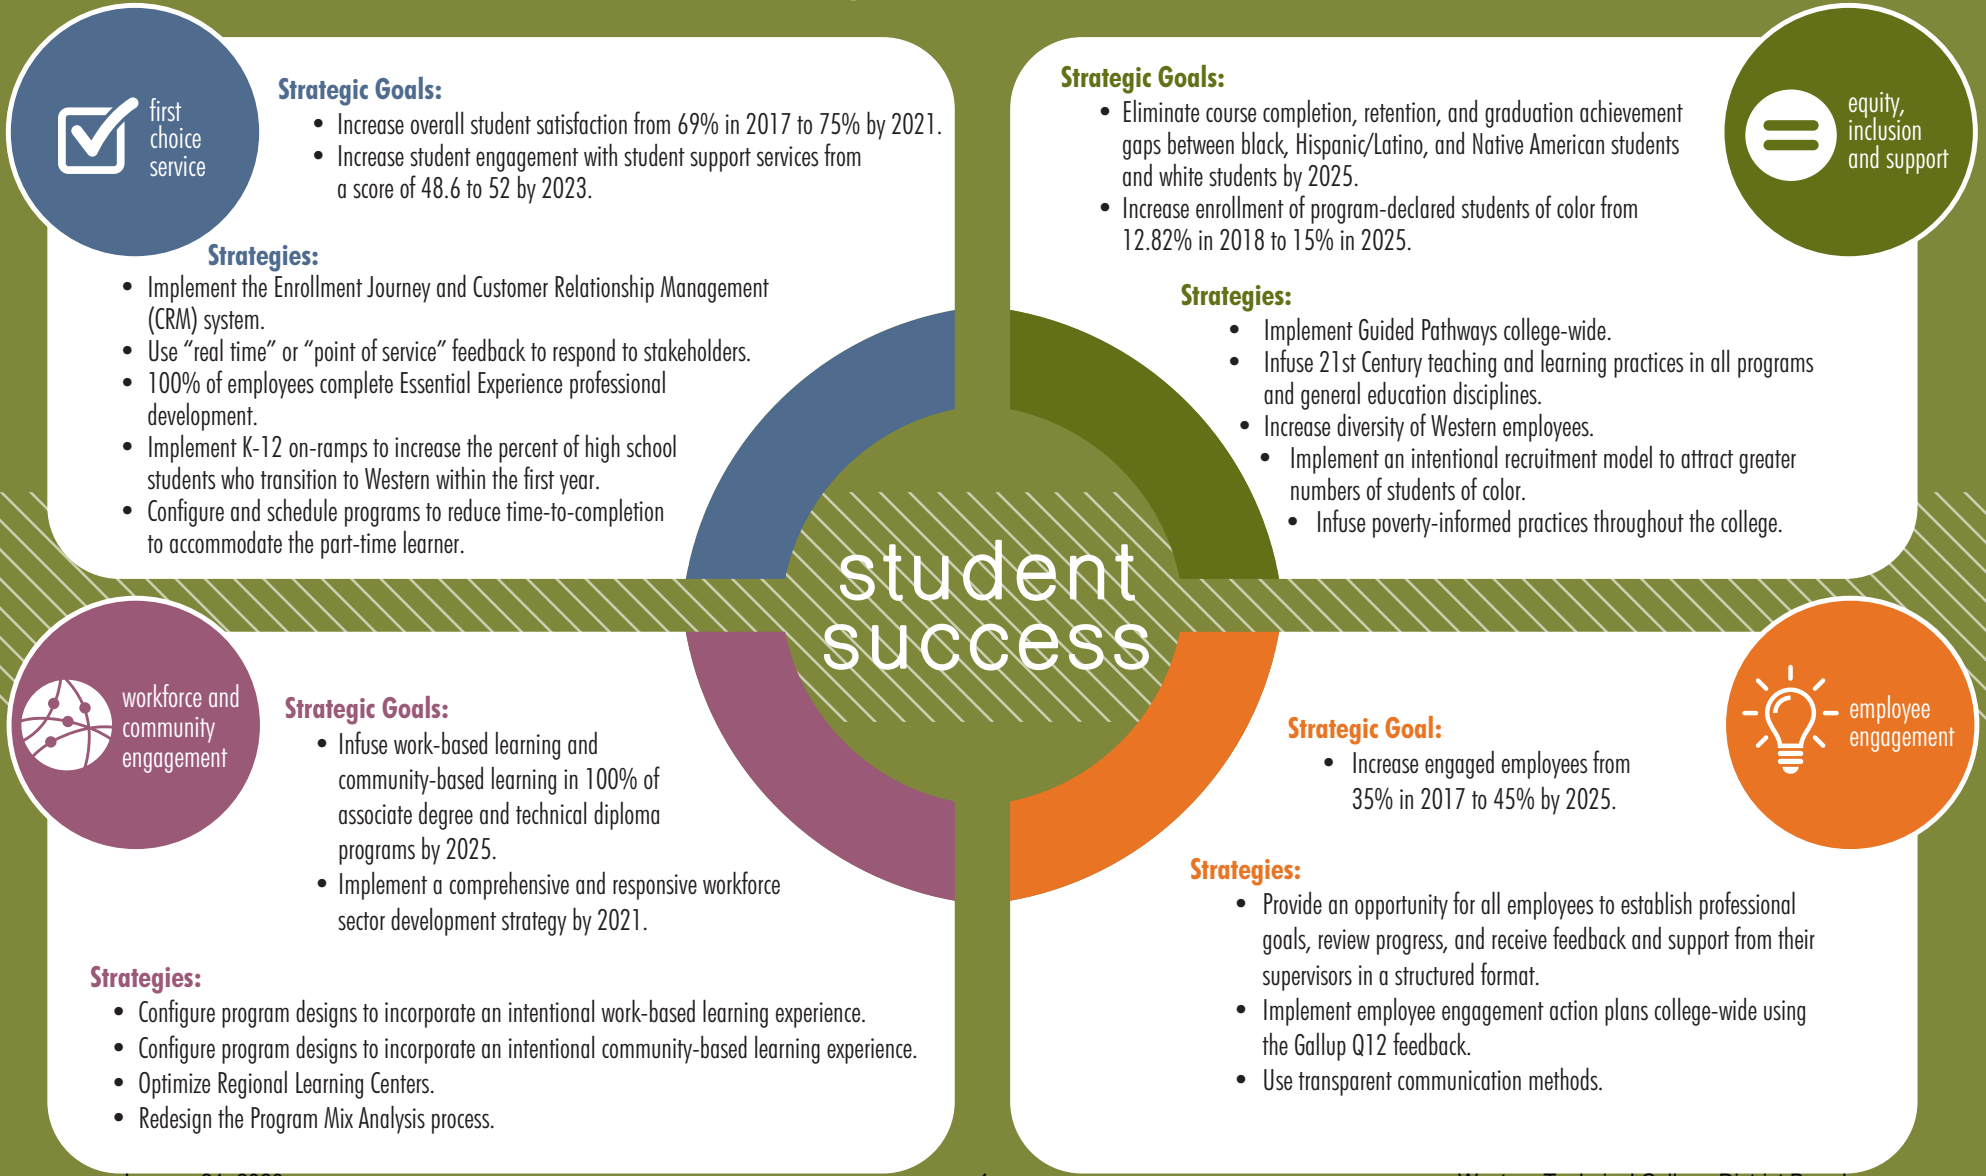 first
choice
service
Strategic Goals:
• Increase overall student satisfaction from 69% in 2017 to 75% by 2021.
• Increase student engagement with student support services from
a score of 48.6 to 52 by 2023.
Strategies:
• Implement the Enrollment Journey and Customer Relationship Management
(CRM) system.
• Use “real time” or “point of service” feedback to respond to stakeholders.
• 100% of employees complete Essential Experience professional
development.
• Implement K-12 on-ramps to increase the percent of high school
students who transition to Western within the first year.
• Configure and schedule programs to reduce time-to-completion
to accommodate the part-time learner.
equity,
inclusion
and support
Strategic Goals:
• Eliminate course completion, retention, and graduation achievement
gaps between black, Hispanic/Latino, and Native American students
and white students by 2025.
• Increase enrollment of program-declared students of color from
12.82% in 2018 to 15% in 2025.
Strategies:
• Implement Guided Pathways college-wide.
• Infuse 21st Century teaching and learning practices in all programs
and general education disciplines.
• Increase diversity of Western employees.
• Implement an intentional recruitment model to attract greater
numbers of students of color.
• Infuse poverty-informed practices throughout the college.
student
success
workforce and
community
engagement
Strategic Goals:
• Infuse work-based learning and
community-based learning in 100% of
associate degree and technical diploma
programs by 2025.
• Implement a comprehensive and responsive workforce
sector development strategy by 2021.
Strategies:
• Configure program designs to incorporate an intentional work-based learning experience.
• Configure program designs to incorporate an intentional community-based learning experience.
• Optimize Regional Learning Centers.
• Redesign the Program Mix Analysis process.
employee
engagement
Strategic Goal:
• Increase engaged employees from
35% in 2017 to 45% by 2025.
Strategies:
• Provide an opportunity for all employees to establish professional
goals, review progress, and receive feedback and support from their
supervisors in a structured format.
• Implement employee engagement action plans college-wide using
the Gallup Q12 feedback.
• Use transparent communication methods.